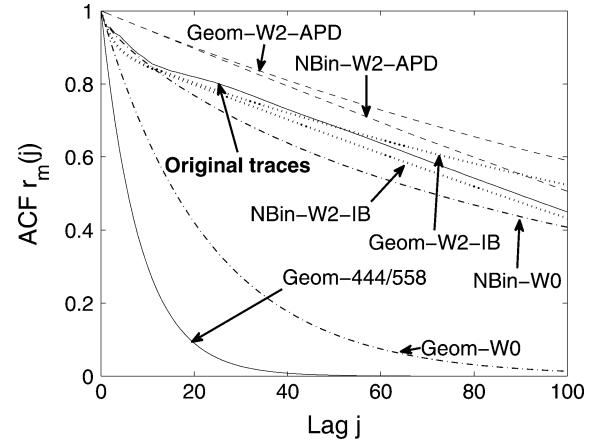 1
0.8
0.6
0.4
0.2
0
0
20
40
60
80
100
ACF r_m(j)
Lag j
Geom-W2-APD
NBin-W2-APD
Original traces
NBin-W2-IB
Geom-W2-IB
NBin-W0
Geom-444/558
Geom-W0